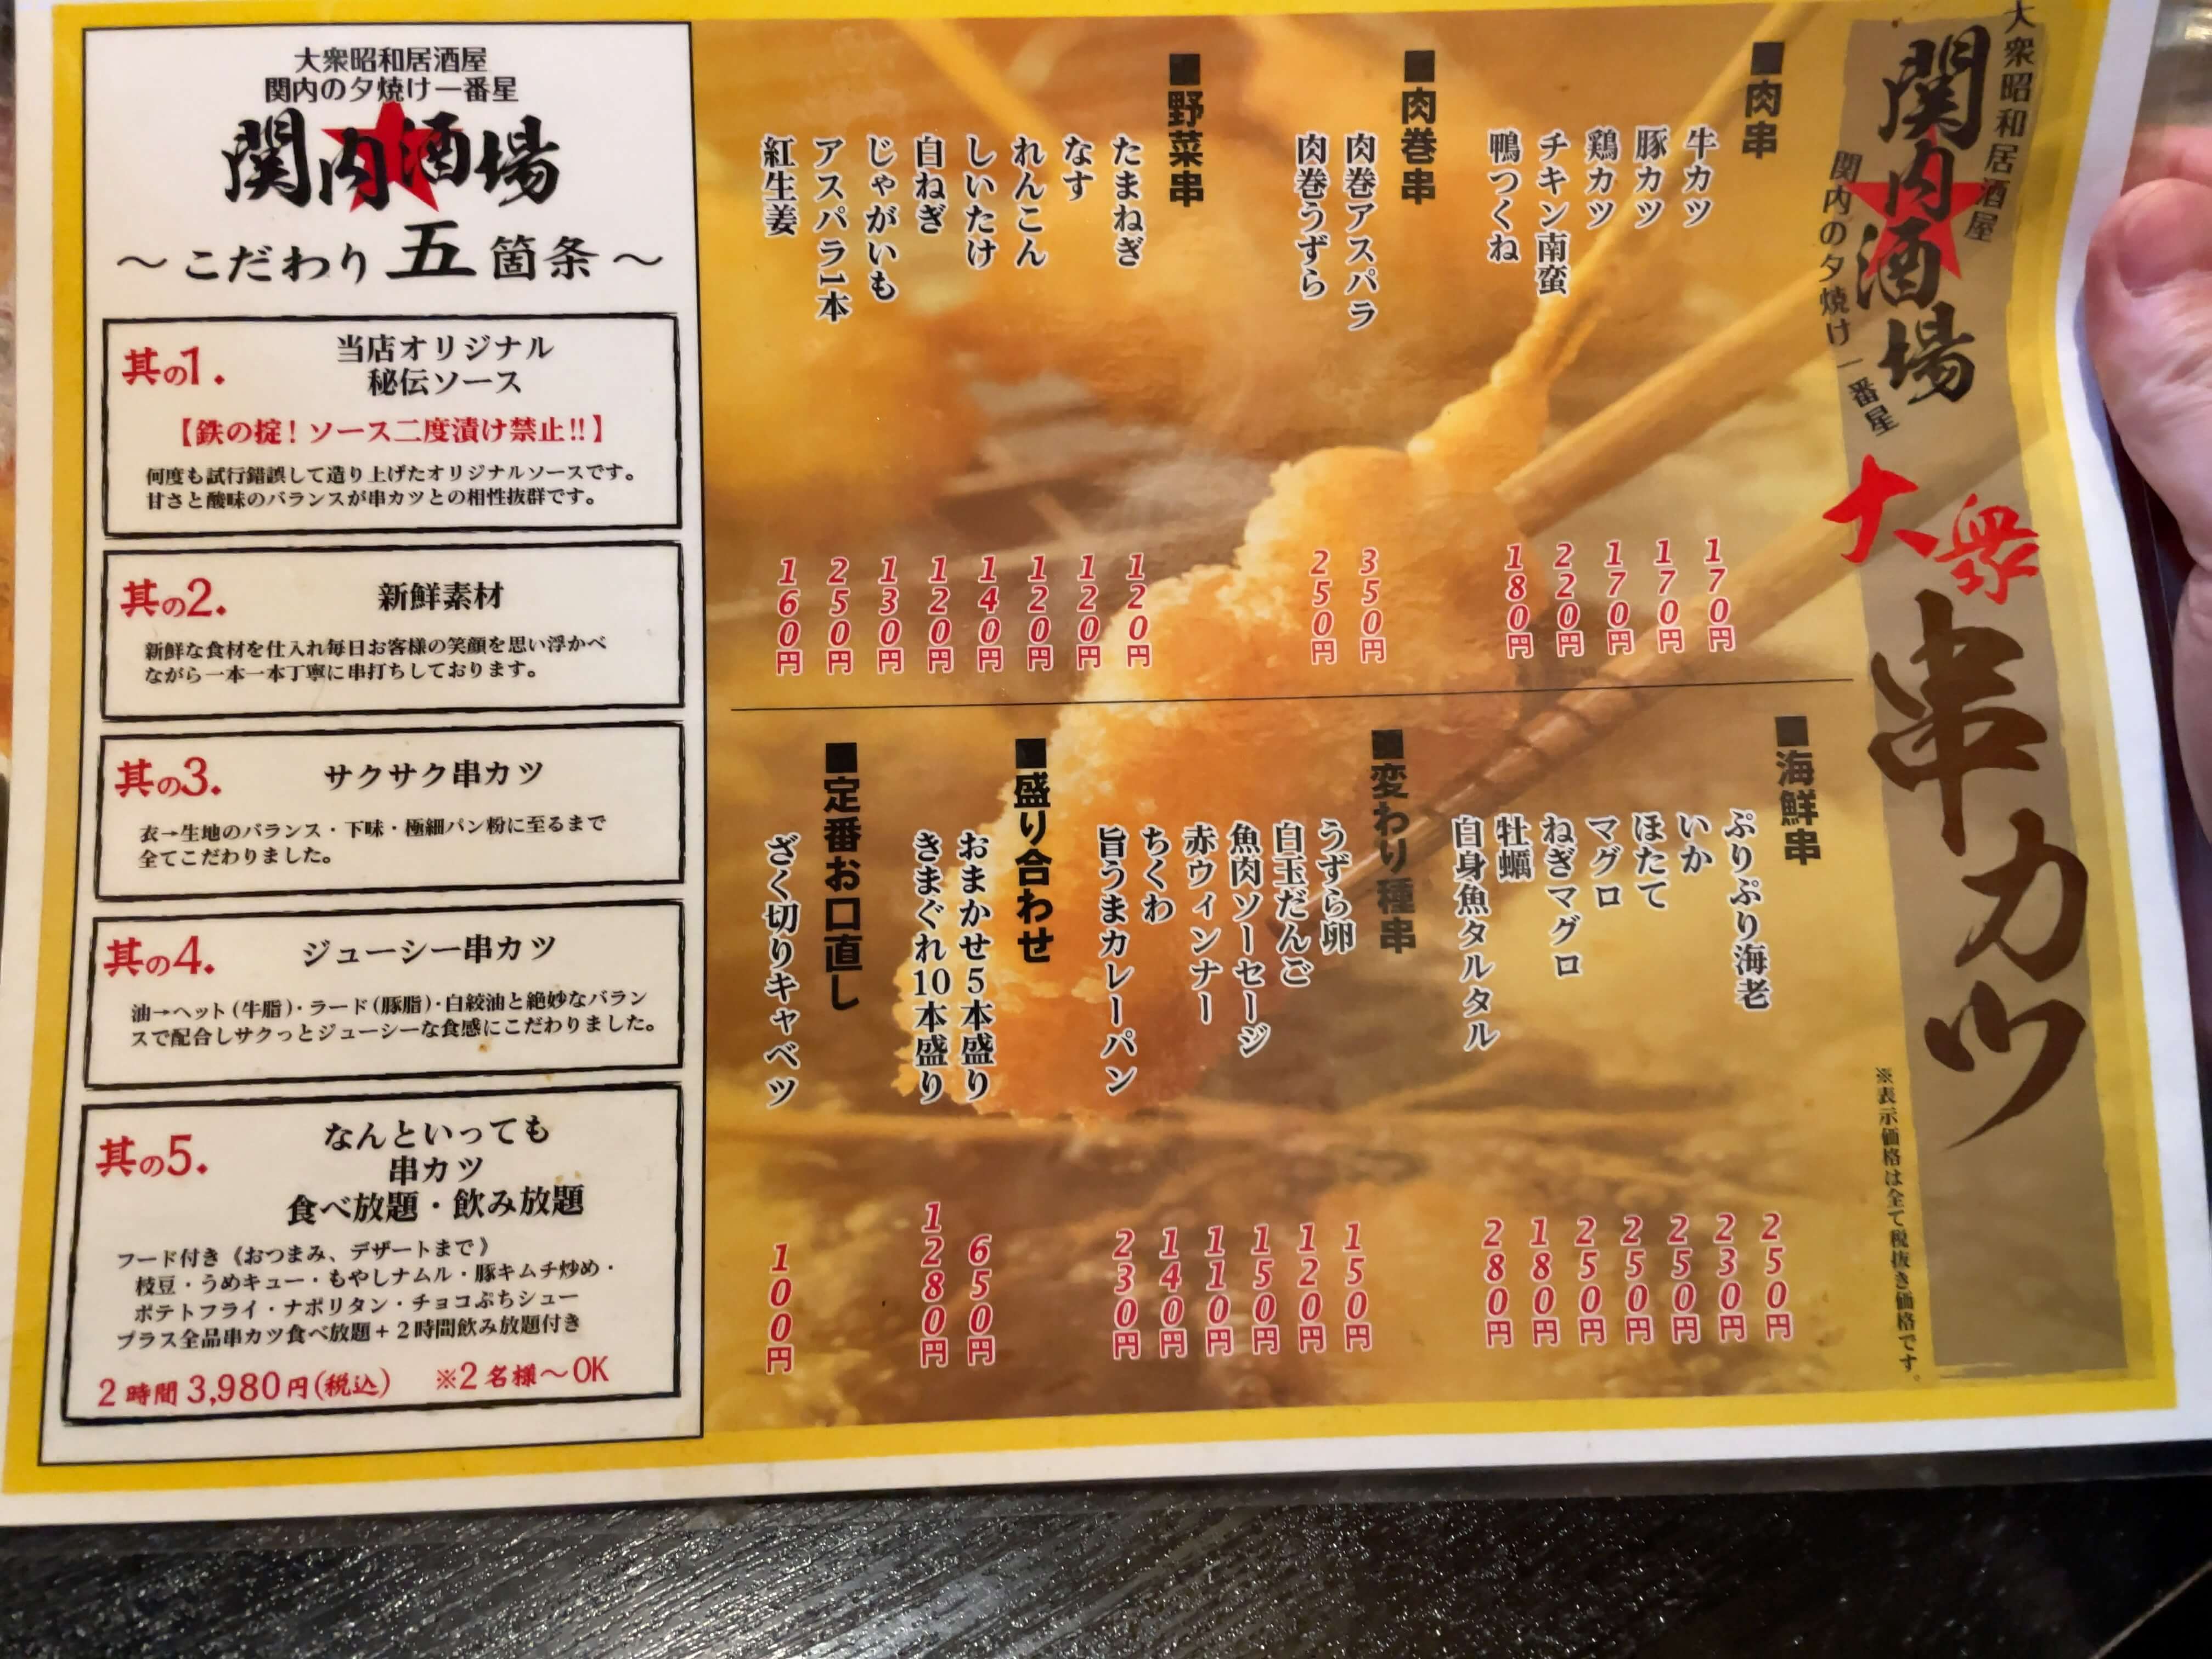 大衆昭和居酒屋
関内の夕焼け一番星
関内酒場
大衆串カツ
※表示価格は全て税抜き価格です。
■肉串
牛カツ 170円
豚カツ 170円
鶏カツ 170円
チキン南蛮 220円
鴨つくね 180円
■肉巻串
肉巻アスパラ 350円
肉巻うずら 250円
■野菜串
たまねぎ 120円
なす 120円
れんこん 120円
しいたけ 140円
白ねぎ 120円
じゃがいも 130円
アスパラ1本 250円
紅生姜 160円
■海鮮串
ぷりぷり海老 250円
いか 230円
ほたて 250円
マグロ 250円
ねぎマグロ 250円
牡蠣 180円
白身魚タルタル 280円
■変わり種串
うずら卵 150円
白玉だんご 120円
魚肉ソーセージ 150円
赤ウィンナー 110円
ちくわ 140円
旨うまカレーパン 230円
■盛り合わせ
おまかせ5本盛り 650円
きまぐれ10本盛り 1280円
■定番お口直し
ざく切りキャベツ 100円
大衆昭和居酒屋
関内の夕焼け一番星
関内酒場
〜こだわり五箇条〜
其の1.
当店オリジナル
秘伝ソース
【鉄の掟！ソース二度漬け禁止!!】
何度も試行錯誤して造り上げたオリジナルソースです。
甘さと酸味のバランスが串カツとの相性抜群です。
其の2.
新鮮素材
新鮮な食材を仕入れ毎日お客様の笑顔を思い浮かべ
ながら一本一本丁寧に串打ちしております。
其の3.
サクサク串カツ
衣→生地のバランス・下味・極細パン粉に至るまで
全てこだわりました。
其の4.
ジューシー串カツ
油→ヘット(牛脂)・ラード(豚脂)・白絞油と絶妙なバラン
スで配合しサクっとジューシーな食感にこだわりました。
其の5.
なんといっても
串カツ
食べ放題・飲み放題
フード付き《おつまみ、デザートまで》
枝豆・うめキュー・もやしナムル・豚キムチ炒め・
ポテトフライ・ナポリタン・チョコぷちシュー
プラス全品串カツ食べ放題+2時間飲み放題付き
2時間3,980円(税込) ※2名様〜OK